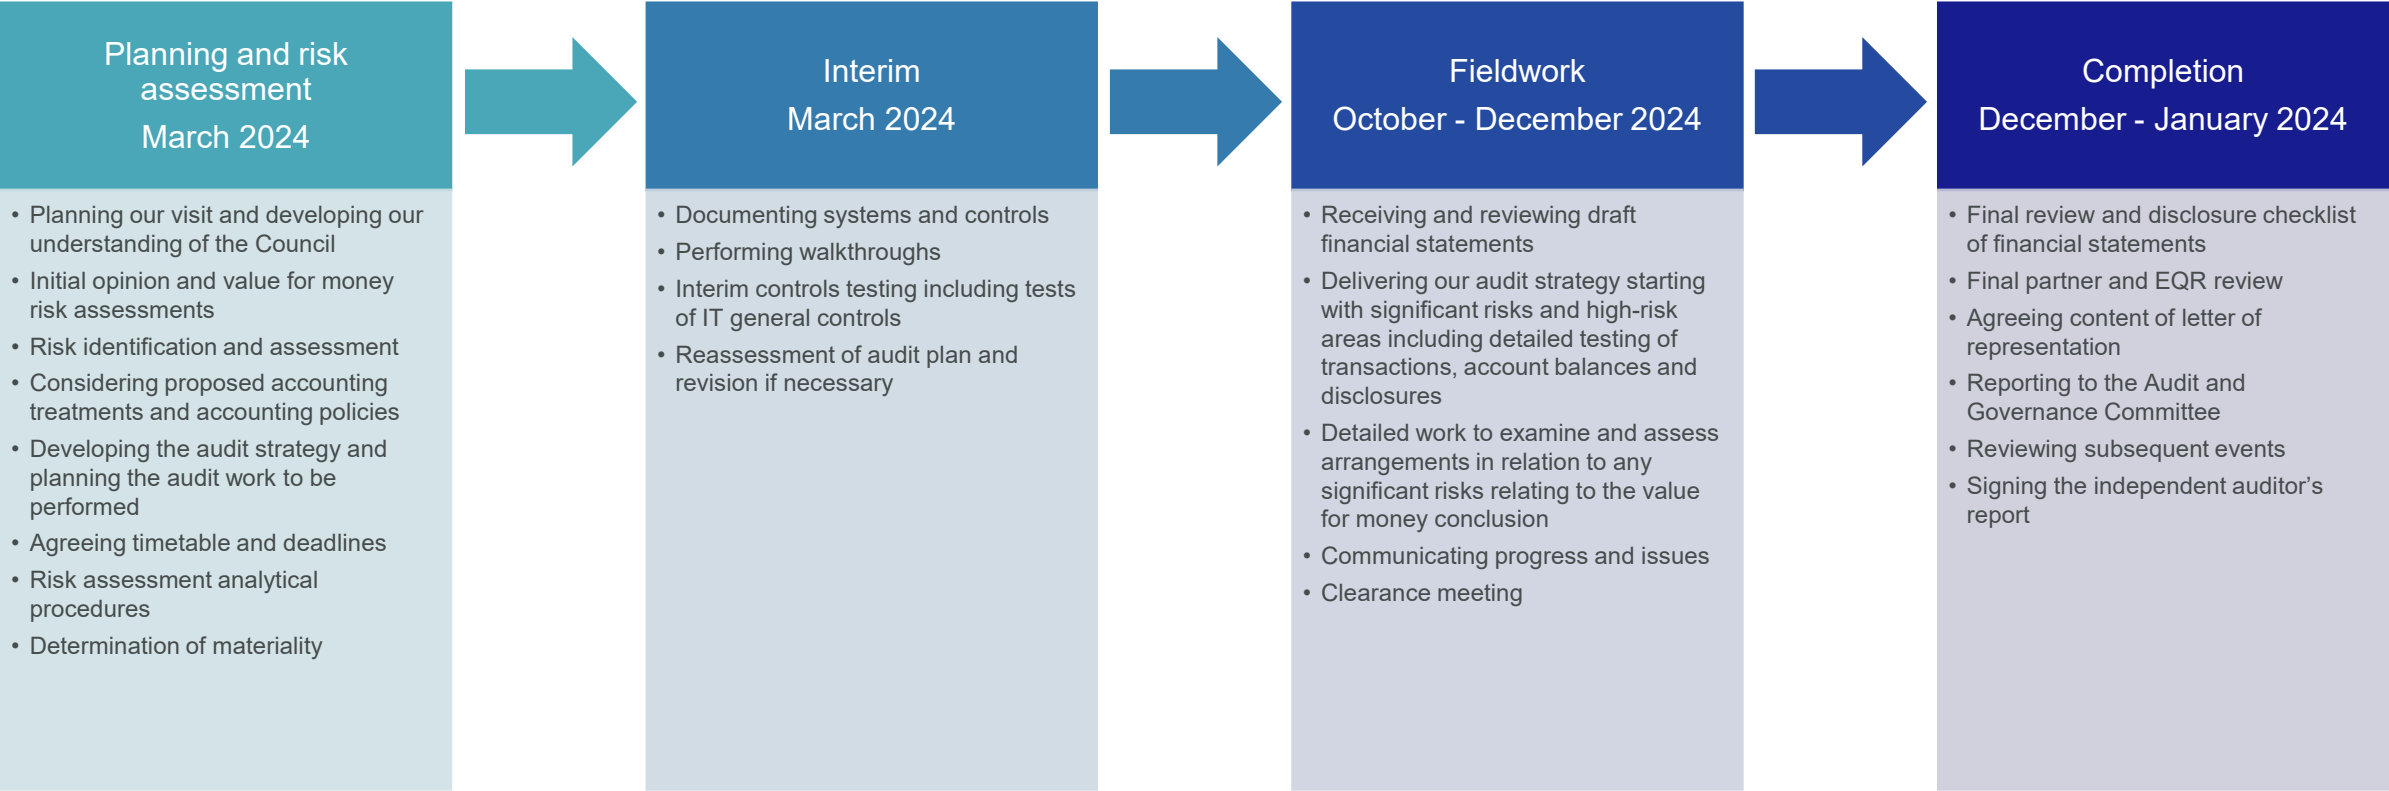 Planning and risk
assessment
March 2024
• Planning our visit and developing our
understanding of the Council
• Initial opinion and value for money
risk assessments
• Risk identification and assessment
• Considering proposed accounting
treatments and accounting policies
• Developing the audit strategy and
planning the audit work to be
performed
• Agreeing timetable and deadlines
• Risk assessment analytical
procedures
• Determination of materiality
Interim
March 2024
• Documenting systems and controls
• Performing walkthroughs
• Interim controls testing including tests
of IT general controls
• Reassessment of audit plan and
revision if necessary
Fieldwork
October - December 2024
• Receiving and reviewing draft
financial statements
• Delivering our audit strategy starting
with significant risks and high-risk
areas including detailed testing of
transactions, account balances and
disclosures
• Detailed work to examine and assess
arrangements in relation to any
significant risks relating to the value
for money conclusion
• Communicating progress and issues
• Clearance meeting
Completion
December - January 2024
• Final review and disclosure checklist
of financial statements
• Final partner and EQR review
• Agreeing content of letter of
representation
• Reporting to the Audit and
Governance Committee
• Reviewing subsequent events
• Signing the independent auditor’s
report